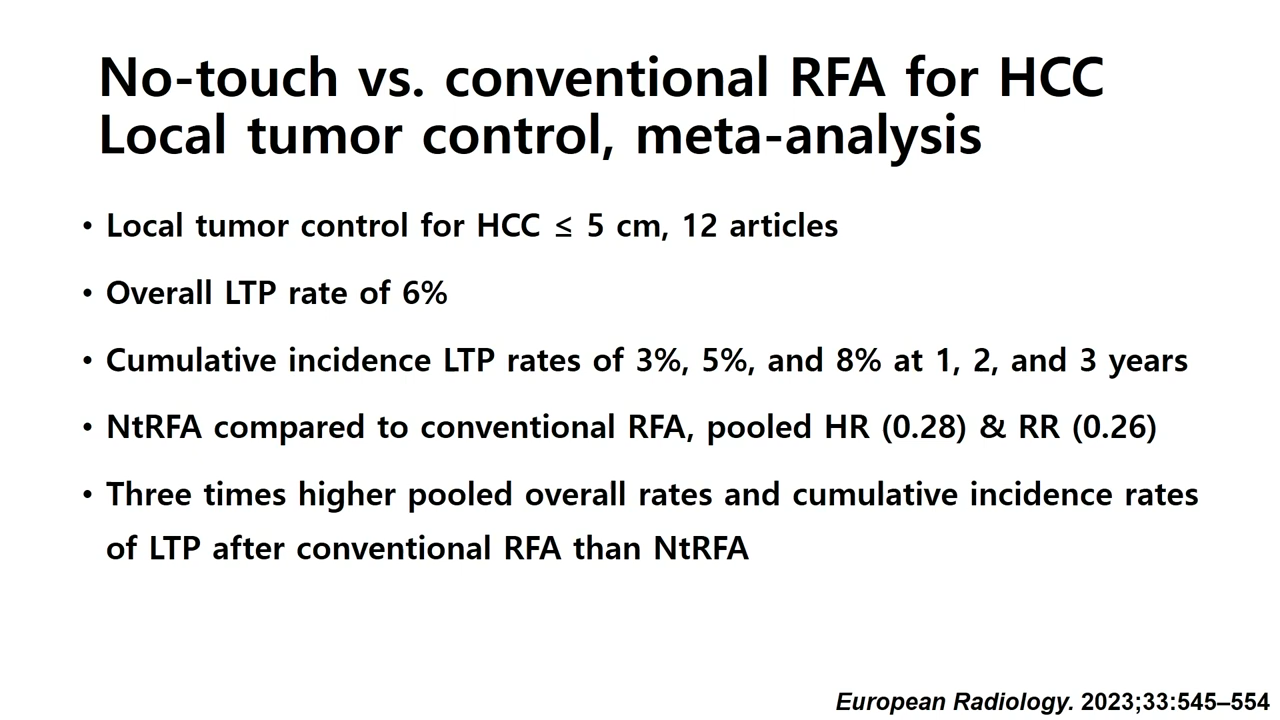 No-touch vs. conventional RFA for HCC
Local tumor control, meta-analysis
• Local tumor control for HCC ≤ 5 cm, 12 articles
• Overall LTP rate of 6%
• Cumulative incidence LTP rates of 3%, 5%, and 8% at 1, 2, and 3 years
• NtRFA compared to conventional RFA, pooled HR (0.28) & RR (0.26)
• Three times higher pooled overall rates and cumulative incidence rates
of LTP after conventional RFA than NtRFA
European Radiology. 2023;33:545–554